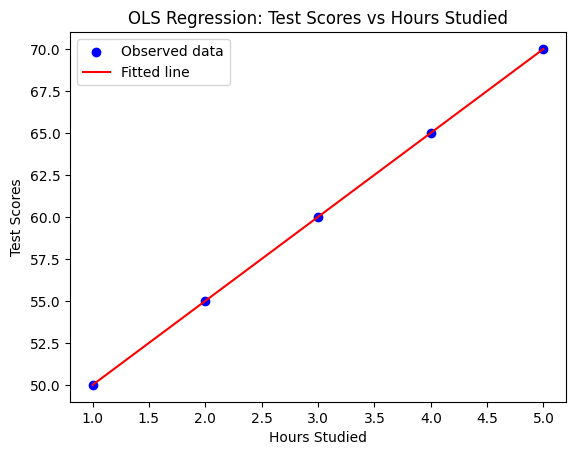 OLS Regression: Test Scores vs Hours Studied
Observed data
Fitted line
70.0
67.5
65.0
62.5
60.0
57.5
55.0
52.5
50.0
Test Scores
1.0 1.5 2.0 2.5 3.0 3.5 4.0 4.5 5.0
Hours Studied